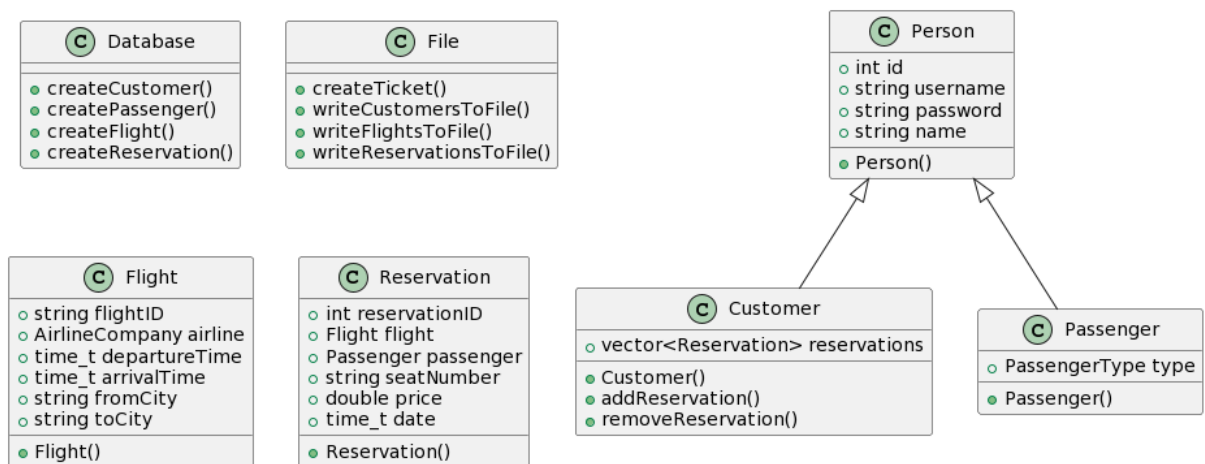 C Database
+ createCustomer()
+ createPassenger()
+ createFlight()
+ createReservation()
C File
+ createTicket()
+ writeCustomersToFile()
+ writeFlightsToFile()
+ writeReservationsToFile()
C Person
int id
string username
string password
string name
Person()
C Flight
string flightID
AirlineCompany airline
time_t departureTime
time_t arrivalTime
string fromCity
string toCity
Flight()
C Reservation
int reservationID
Flight flight
Passenger passenger
string seatNumber
double price
time_t date
Reservation()
C Customer
vector<Reservation> reservations
Customer()
addReservation()
removeReservation()
C Passenger
PassengerType type
Passenger()